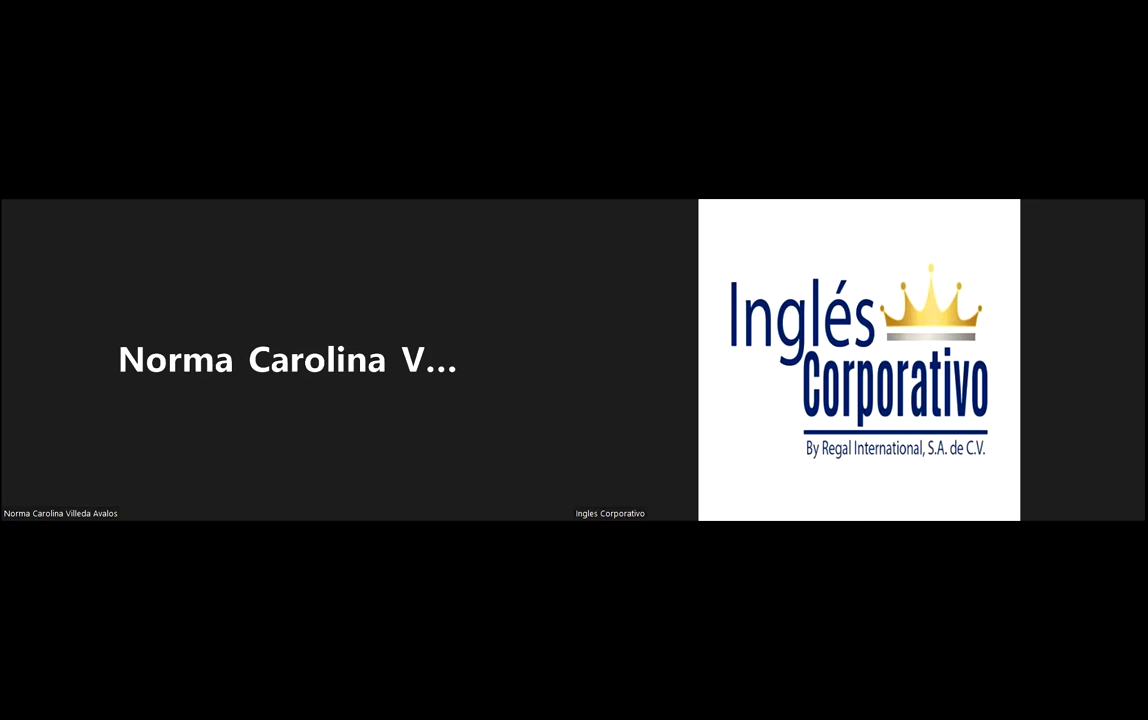 Norma Carolina V...
Norma Carolina Villeda Avalos
Inglés
Corporativo
By Regal International, S.A. de C.V.
Ingles Corporativo